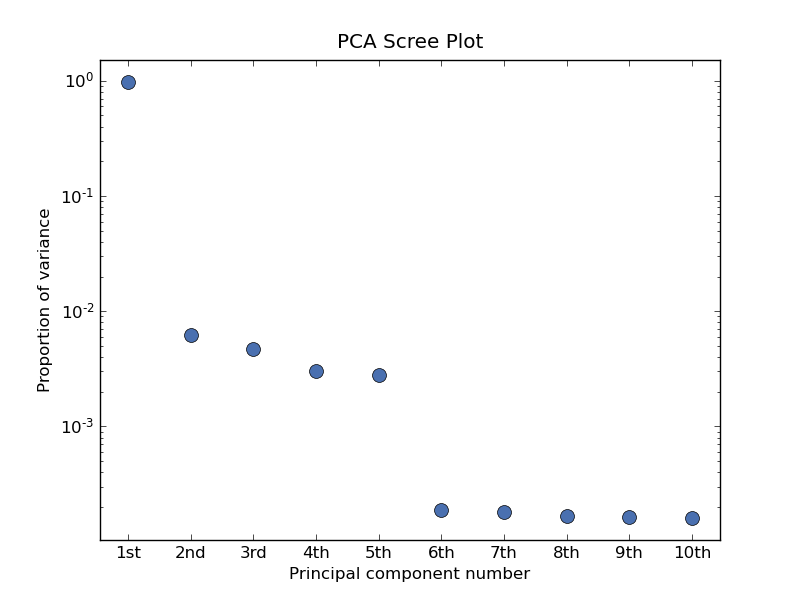 PCA Scree Plot
Proportion of variance
10^0
10^-1
10^-2
10^-3
1st 2nd 3rd 4th 5th 6th 7th 8th 9th 10th
Principal component number